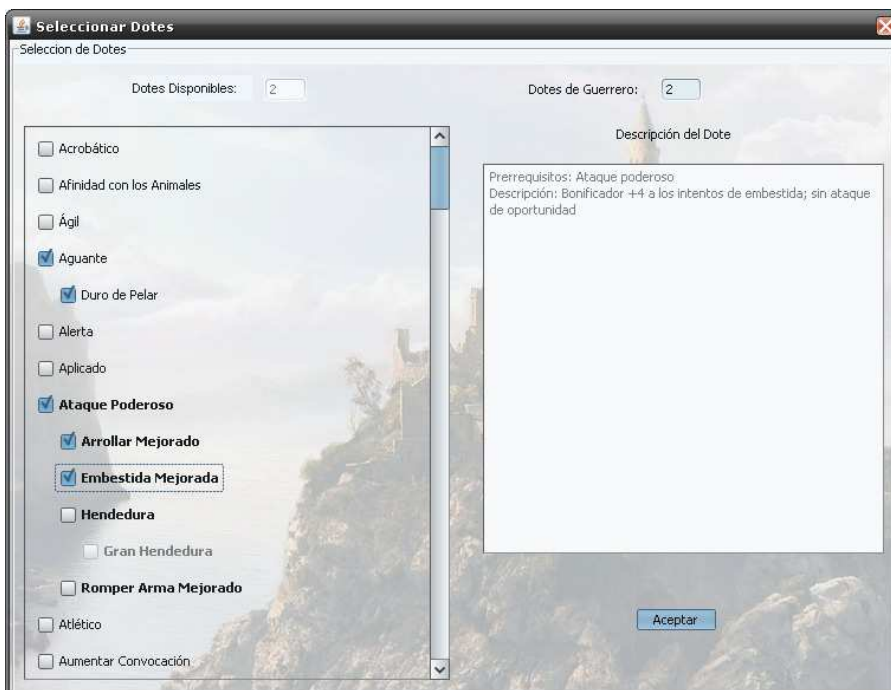 Seleccionar Dotes
Seleccion de Dotes
Dotes Disponibles: 2
Dotes de Guerrero: 2
Acrobático
Afinidad con los Animales
Ágil
Aguante
Duro de Pelar
Alerta
Aplicado
Ataque Poderoso
Arrollar Mejorado
Embestida Mejorada
Hendedura
Gran Hendedura
Romper Arma Mejorado
Atlético
Aumentar Convocación
Descripción del Dote
Prerrequisitos: Ataque poderoso
Descripción: Bonificador +4 a los intentos de embestida; sin ataque
de oportunidad
Aceptar